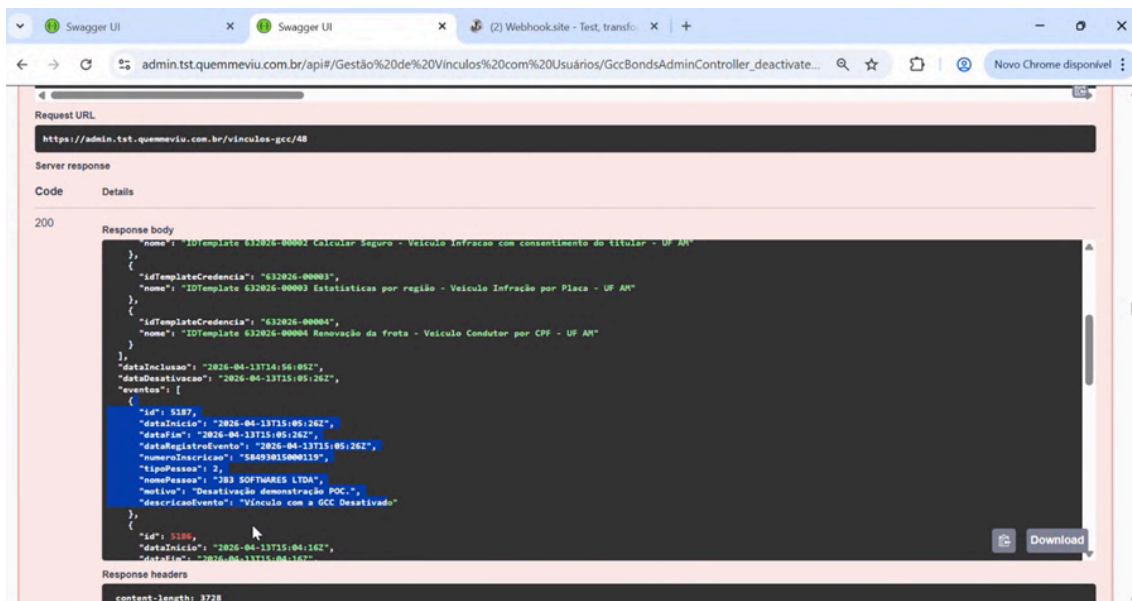 Swagger UI
Swagger UI
(2) Webhook.site - Test, transfo
admin.tst.quemmeviu.com.br/api#/Gestão%20de%20Vínculos%20com%20Usuários/GccBondsAdminController_deactivate...
Novo Chrome disponível
Request URL
https://admin.tst.quemmeviu.com.br/vinculos-gcc/48
Server response
Code Details
200
Response body
"nome": "IDTemplate 632026-00002 Calcular Seguro - Veiculo Infracao com consentimento do titular - UF AM"
},
{
"idTemplateCredencia": "632026-00003",
"nome": "IDTemplate 632026-00003 Estatisticas por região - Veiculo Infração por Placa - UF AM"
},
{
"idTemplateCredencia": "632026-00004",
"nome": "IDTemplate 632026-00004 Renovação da frota - Veiculo Condutor por CPF - UF AM"
}
],
"dataInclusao": "2026-04-13T14:56:05Z",
"dataDesativacao": "2026-04-13T15:05:26Z",
"eventos": [
{
"id": 5187,
"dataInicio": "2026-04-13T15:05:26Z",
"dataFim": "2026-04-13T15:05:26Z",
"dataRegistroEvento": "2026-04-13T15:05:26Z",
"numeroInscricao": "58493015000119",
"tipoPessoa": 2,
"nomePessoa": "JB3 SOFTWARES LTDA",
"motivo": "Desativação demonstração POC.",
"descricaoEvento": "Vínculo com a GCC Desativado"
},
{
"id": 5186,
"dataInicio": "2026-04-13T15:04:16Z",
"dataFim": "2026-04-13T15:04:16Z",
Download
Response headers
content-length: 3728